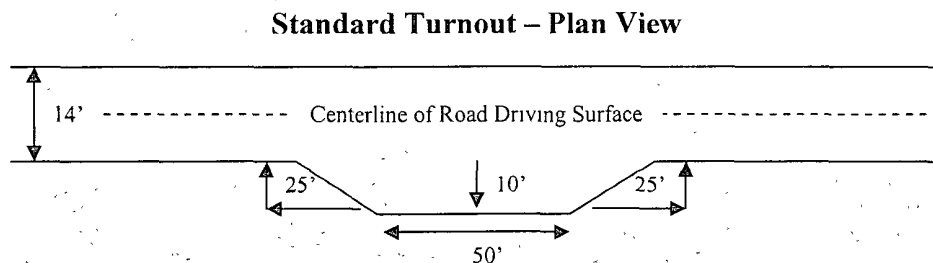 Standard Turnout – Plan View
14'
Centerline of Road Driving Surface
25'
10'
25'
50'